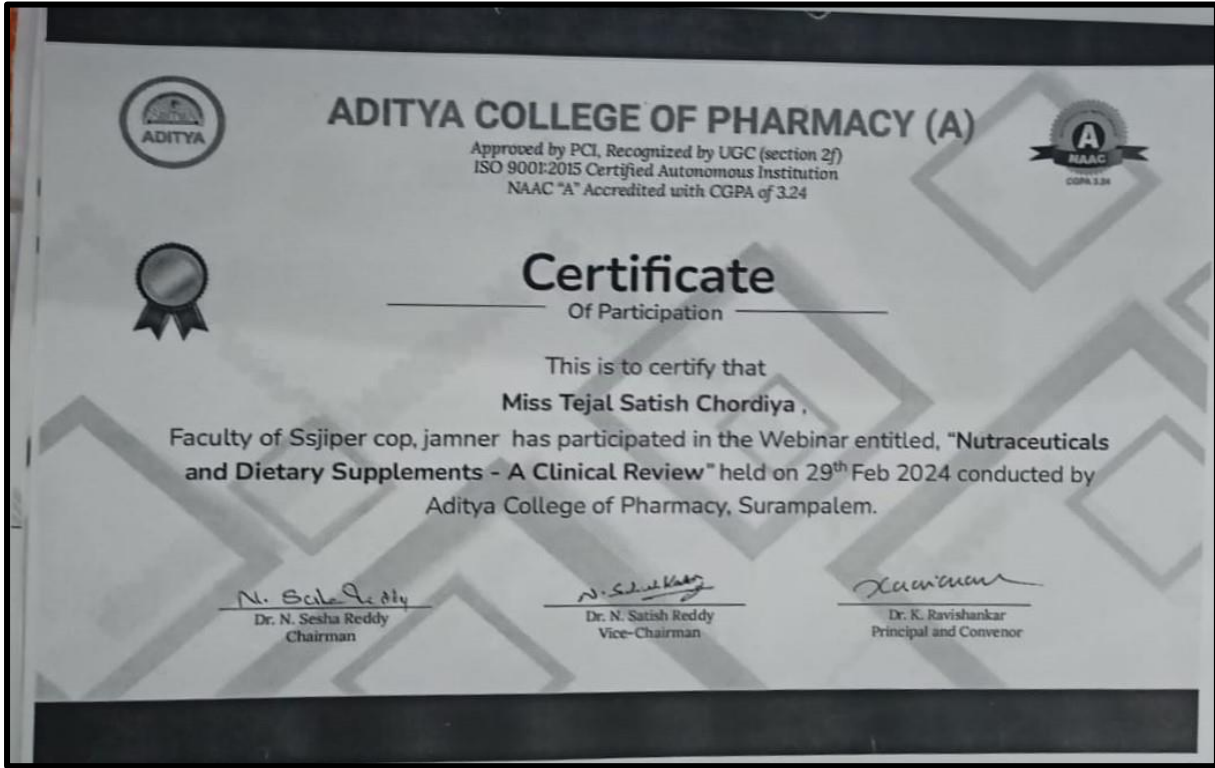 ADITYA
ADITYA COLLEGE OF PHARMACY (A)
Approved by PCI, Recognized by UGC (section 2f)
ISO 9001:2015 Certified Autonomous Institution
NAAC "A" Accredited with CGPA of 3.24
A
NAAC
CGPA 3.24
Certificate
Of Participation
This is to certify that
Miss Tejal Satish Chordiya ,
Faculty of Ssjiper cop, jamner has participated in the Webinar entitled, "Nutraceuticals
and Dietary Supplements - A Clinical Review" held on 29th Feb 2024 conducted by
Aditya College of Pharmacy, Surampalem.
Dr. N. Sesha Reddy
Chairman
Dr. N. Satish Reddy
Vice-Chairman
Dr. K. Ravishankar
Principal and Convenor